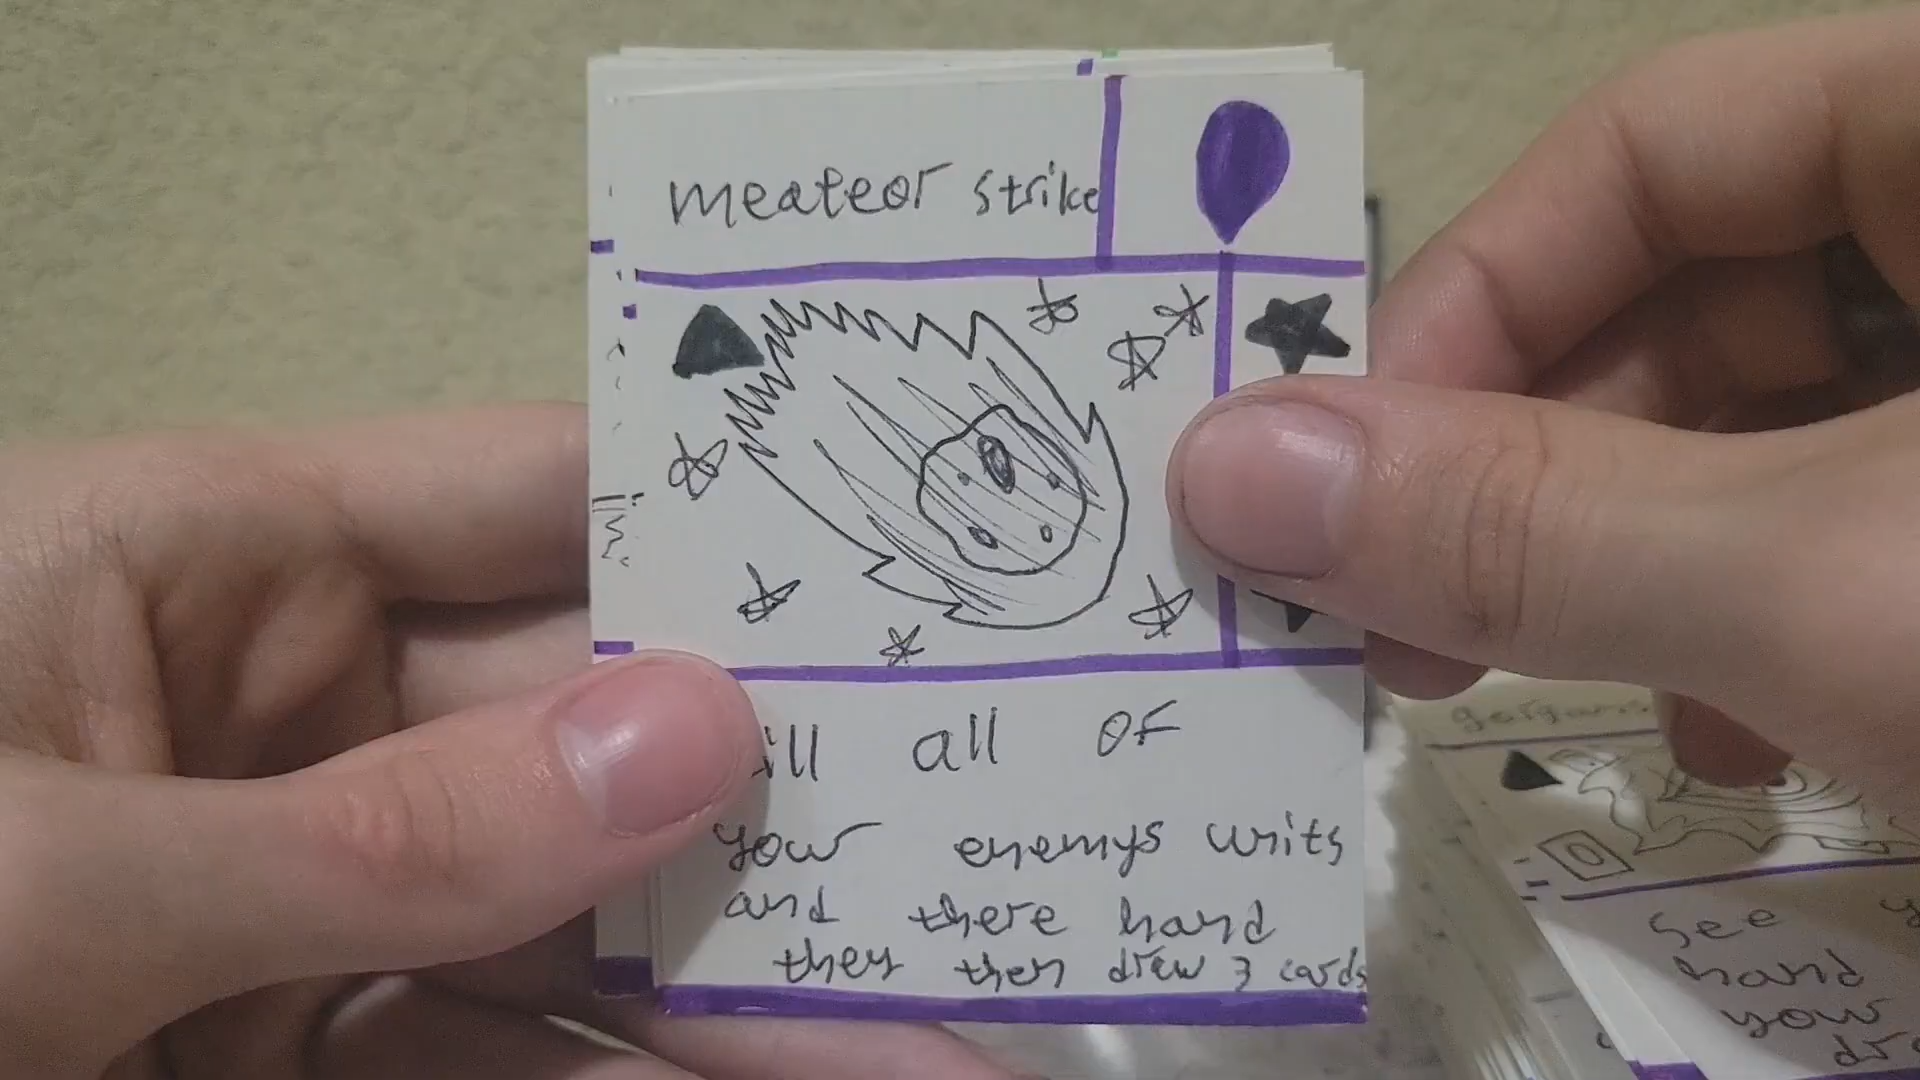 meateor strike
ill all of
your enemys units
and there hand
they then drew 3 cards
see
hand
your